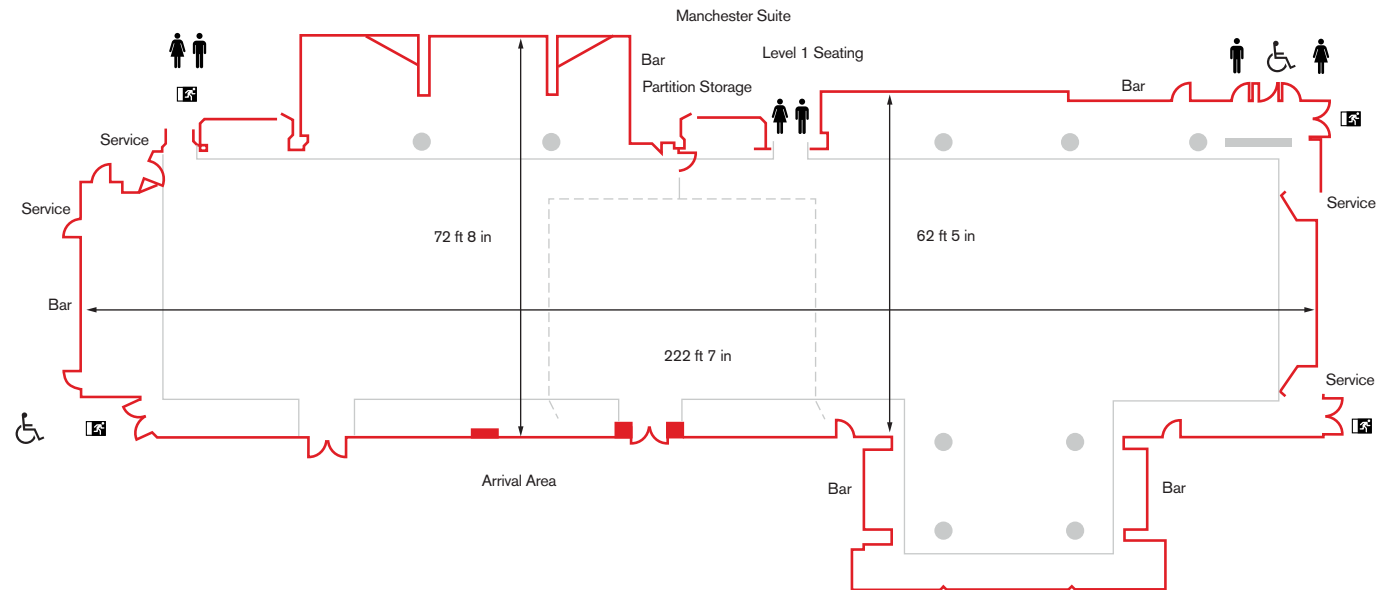 Manchester Suite
Level 1 Seating
Bar
Partition Storage
Bar
Service
Service
Service
72 ft 8 in
62 ft 5 in
Bar
222 ft 7 in
Service
Arrival Area
Bar
Bar